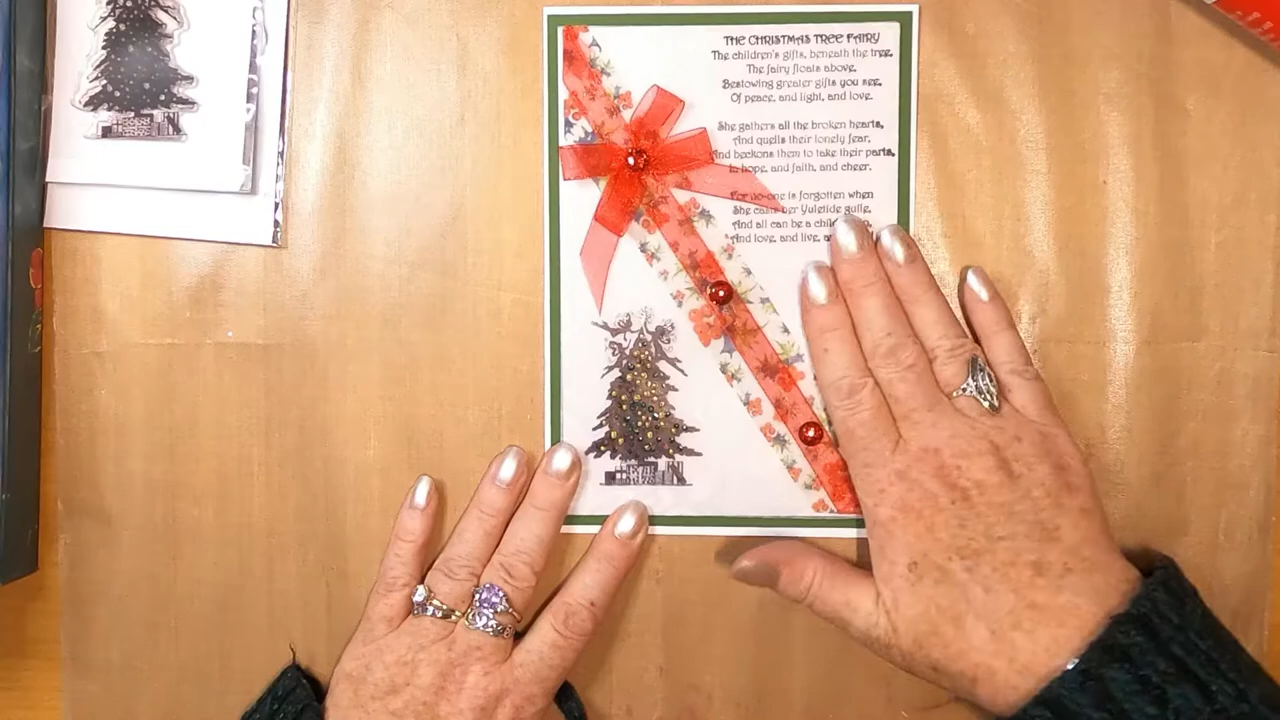 THE CHRISTMAS TREE FAIRY
The children's gifts, beneath the tree,
The fairy floats above,
Bestowing greater gifts you see,
Of peace, and light, and love.
She gathers all the broken hearts,
And quells their lonely fear,
And beckons them to take their parts,
In hope, and faith, and cheer.
For no-one is forgotten when
She casts her Yuletide guile,
And all can be a child
And love, and live,